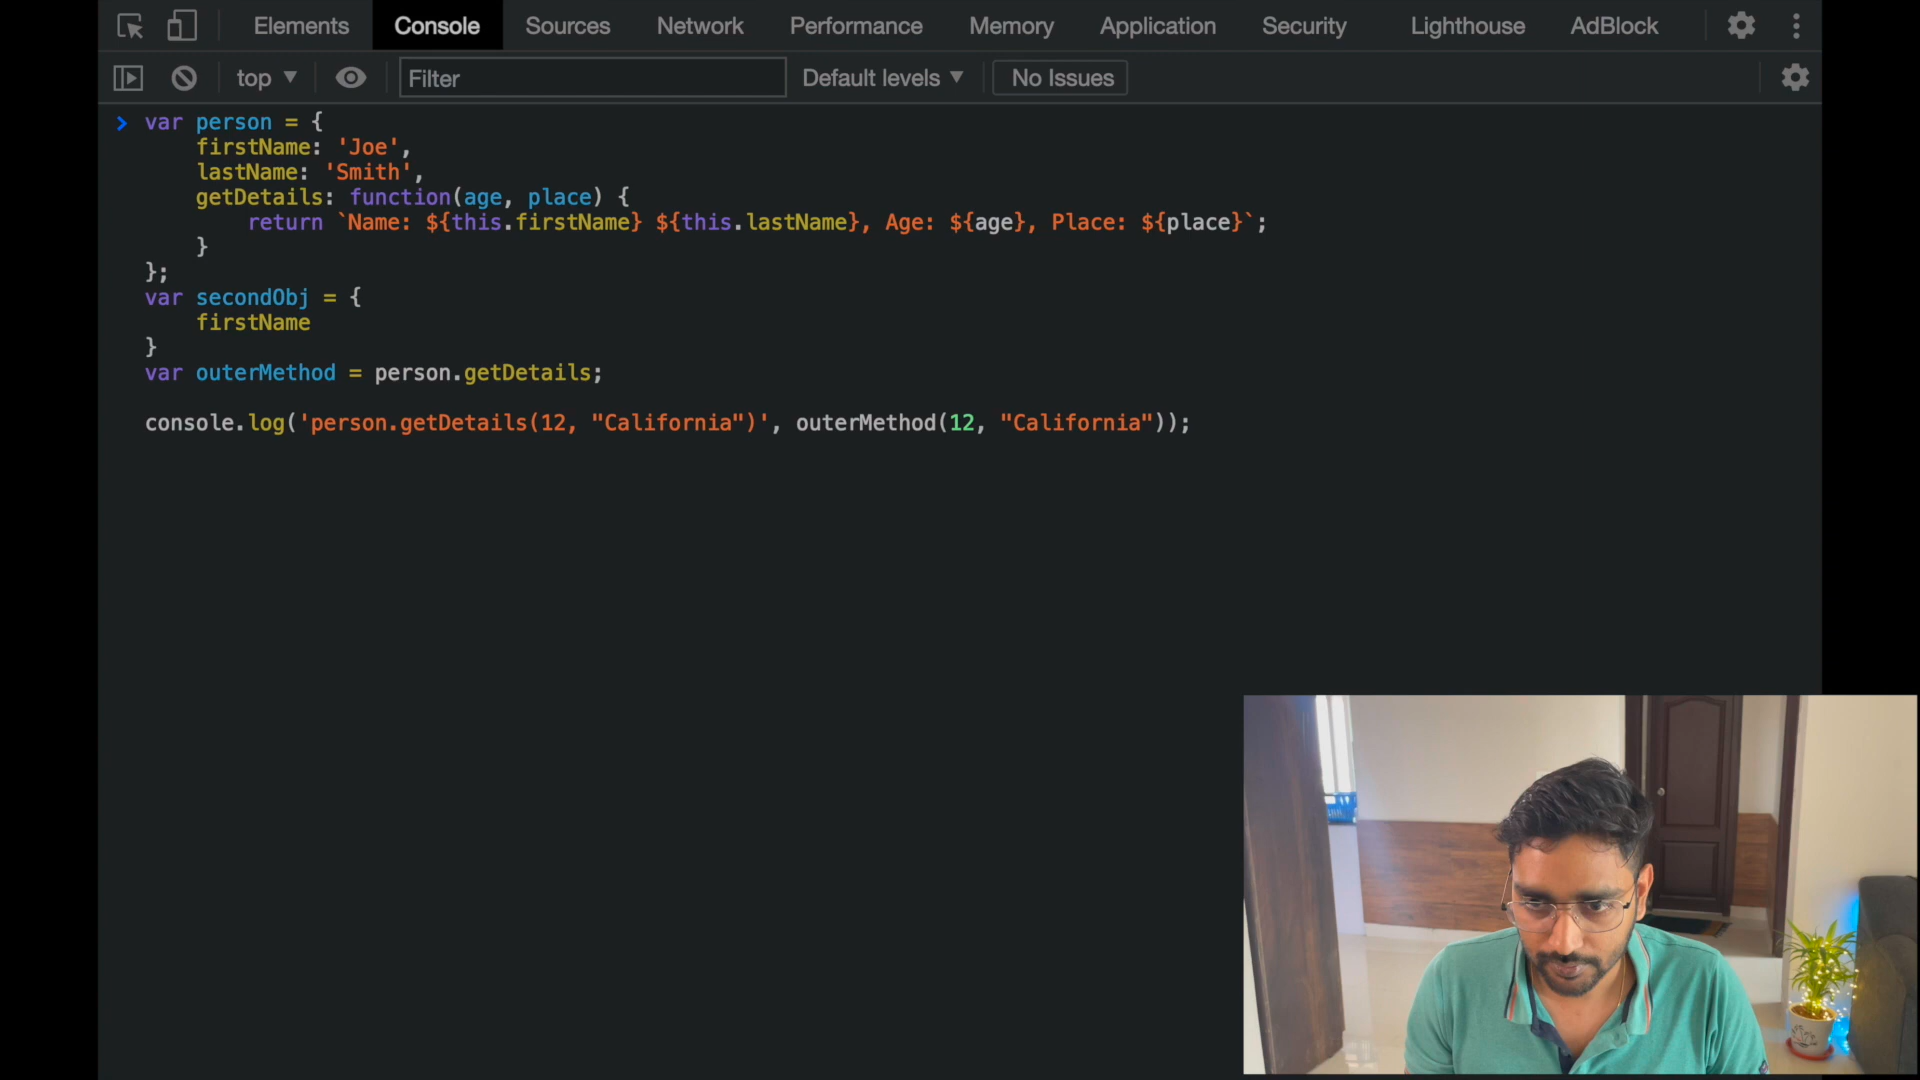 Elements Console Sources Network Performance Memory Application Security Lighthouse AdBlock
top Filter Default levels No Issues
var person = {
firstName: 'Joe',
lastName: 'Smith',
getDetails: function(age, place) {
return `Name: ${this.firstName} ${this.lastName}, Age: ${age}, Place: ${place}`;
}
};
var secondObj = {
firstName
}
var outerMethod = person.getDetails;
console.log('person.getDetails(12, "California")', outerMethod(12, "California"));